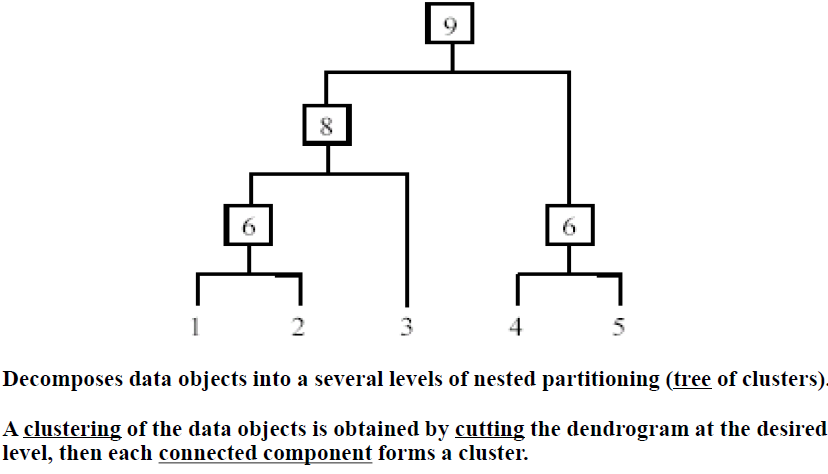 9
8
6 6
1 2 3 4 5
Decomposes data objects into a several levels of nested partitioning (tree of clusters).
A clustering of the data objects is obtained by cutting the dendrogram at the desired
level, then each connected component forms a cluster.